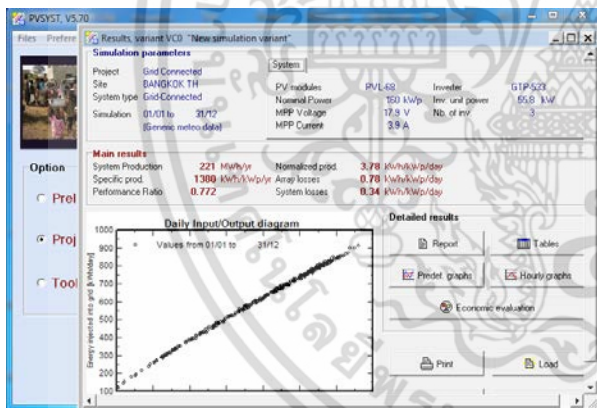 PVSYST, V5.70
Files Prefere
Results, variant VC0 "New simulation variant"
Simulation parameters
System
Project Grid Connected
Site BANGKOK TH
System type Grid-Connected
Simulation 01/01 to 31/12
(Generic meteo data)
PV modules PVL-68
Nominal Power 160 kWp
MPP Voltage 17.9 V
MPP Current 3.9 A
Inverter GTP-533
Inv. unit power 55.8 kW
Nb. of inv. 3
Main results
System Production 221 MWh/yr
Specific prod. 1380 kWh/kWp/yr
Performance Ratio 0.772
Normalized prod. 3.78 kWh/kWp/day
Array losses 0.78 kWh/kWp/day
System losses 0.34 kWh/kWp/day
Option
Prel
Proj
Tool
Daily Input/Output diagram
Values from 01/01 to 31/12
Energy injected into grid [kWh/day]
1000
900
800
700
600
500
400
300
200
100
Detailed results
Report
Tables
Predef. graphs
Hourly graphs
Economic evaluation
Print
Load